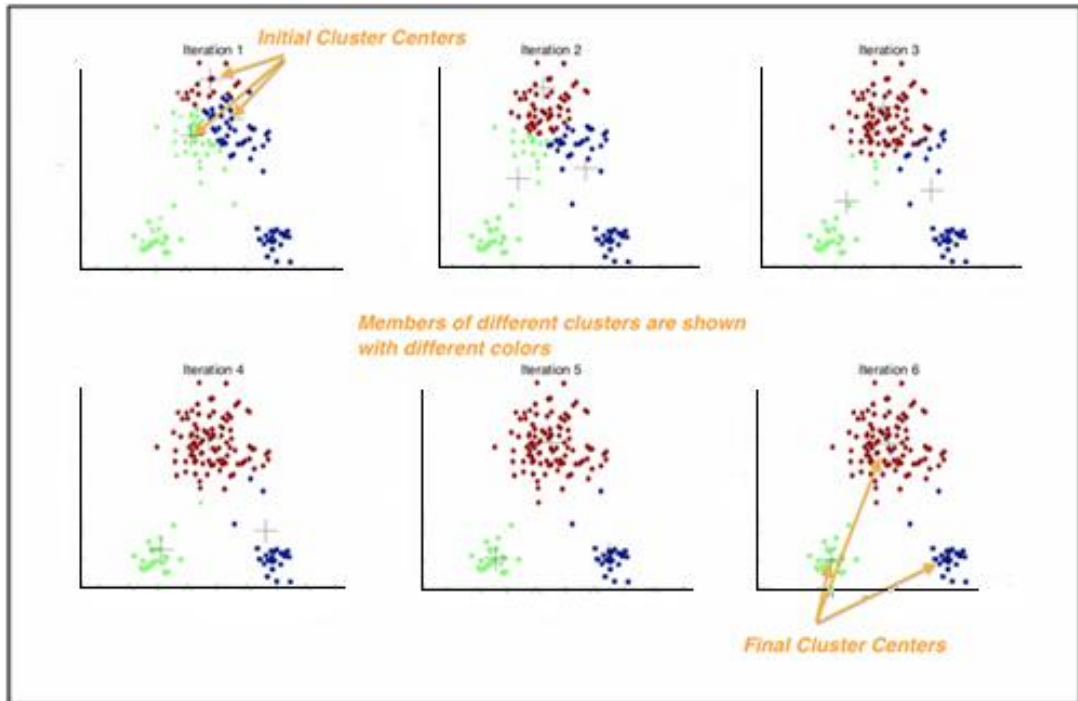 Initial Cluster Centers
Iteration 1
Iteration 2
Iteration 3
Members of different clusters are shown
with different colors
Iteration 4
Iteration 5
Iteration 6
Final Cluster Centers